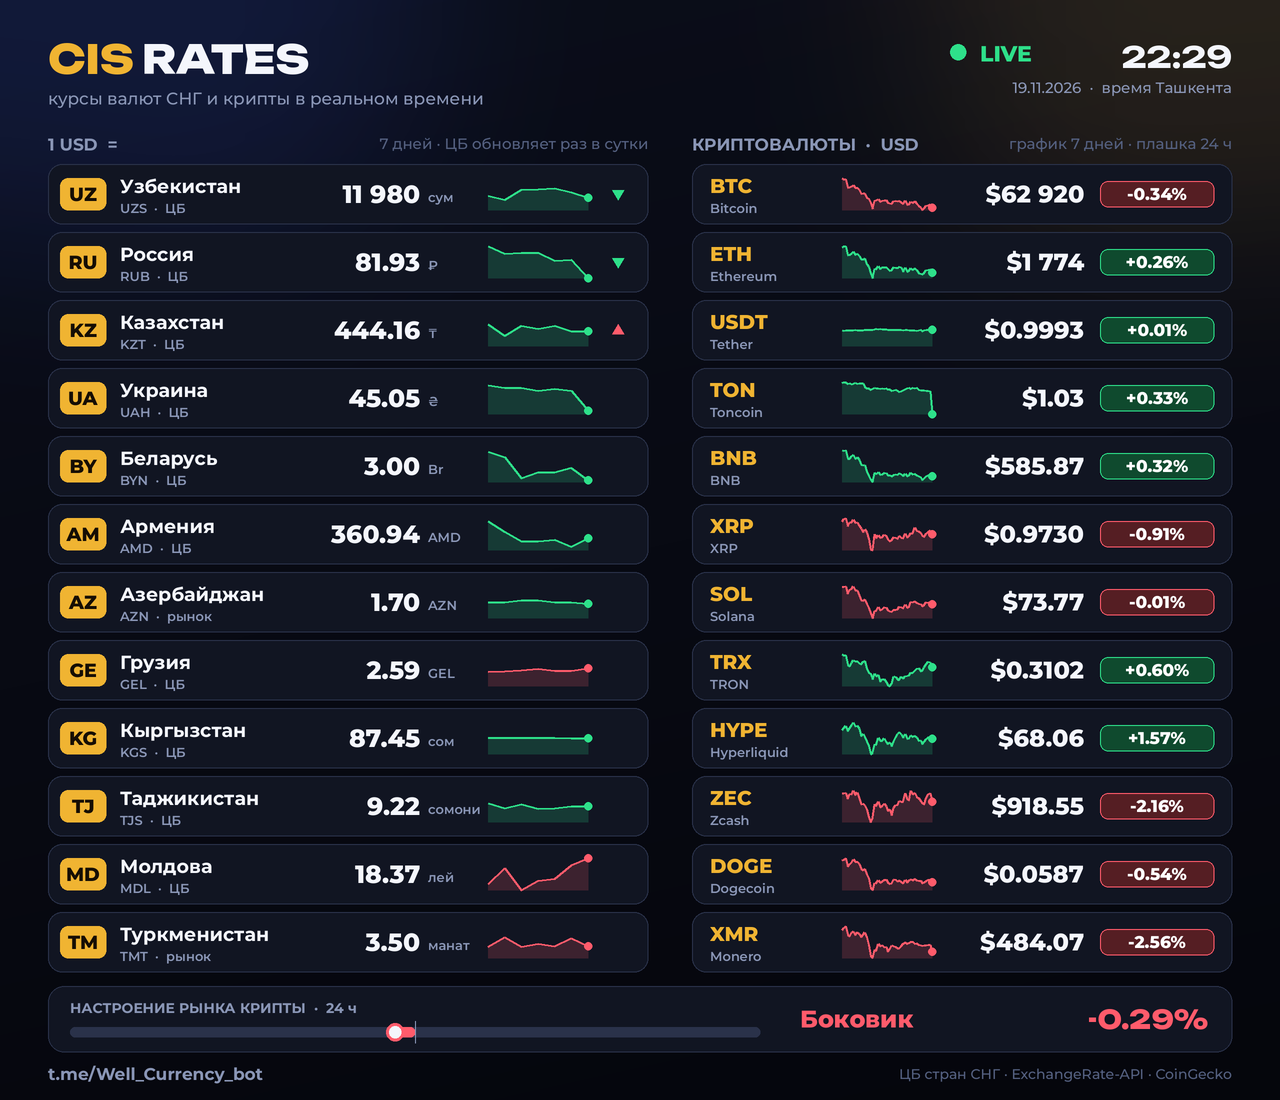 CIS RATES
курсы валют СНГ и крипты в реальном времени
LIVE 22:29
19.11.2026 · время Ташкента
1 USD =
7 дней · ЦБ обновляет раз в сутки
UZ Узбекистан 11 980 сум
UZS · ЦБ
RU Россия 81.93 ₽
RUB · ЦБ
KZ Казахстан 444.16 ₸
KZT · ЦБ
UA Украина 45.05 ₴
UAH · ЦБ
BY Беларусь 3.00 Br
BYN · ЦБ
AM Армения 360.94 AMD
AMD · ЦБ
AZ Азербайджан 1.70 AZN
AZN · рынок
GE Грузия 2.59 GEL
GEL · ЦБ
KG Кыргызстан 87.45 сом
KGS · ЦБ
TJ Таджикистан 9.22 сомони
TJS · ЦБ
MD Молдова 18.37 лей
MDL · ЦБ
TM Туркменистан 3.50 манат
TMT · рынок
КРИПТОВАЛЮТЫ · USD
график 7 дней · плашка 24 ч
BTC $62 920 -0.34%
Bitcoin
ETH $1 774 +0.26%
Ethereum
USDT $0.9993 +0.01%
Tether
TON $1.03 +0.33%
Toncoin
BNB $585.87 +0.32%
BNB
XRP $0.9730 -0.91%
XRP
SOL $73.77 -0.01%
Solana
TRX $0.3102 +0.60%
TRON
HYPE $68.06 +1.57%
Hyperliquid
ZEC $918.55 -2.16%
Zcash
DOGE $0.0587 -0.54%
Dogecoin
XMR $484.07 -2.56%
Monero
НАСТРОЕНИЕ РЫНКА КРИПТЫ · 24 ч
Боковик -0.29%
t.me/Well_Currency_bot
ЦБ стран СНГ · ExchangeRate-API · CoinGecko